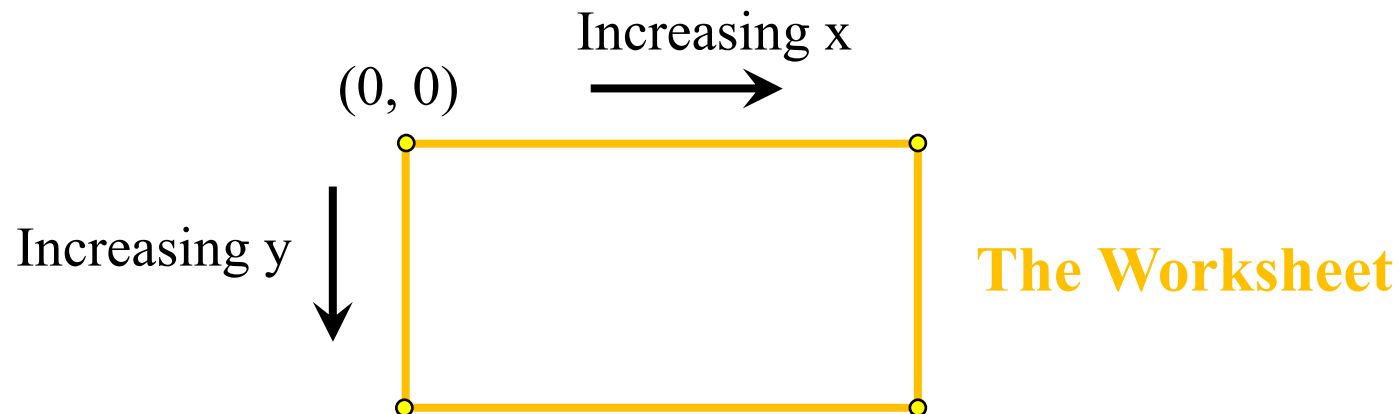 Increasing x
(0, 0)
Increasing y
The Worksheet